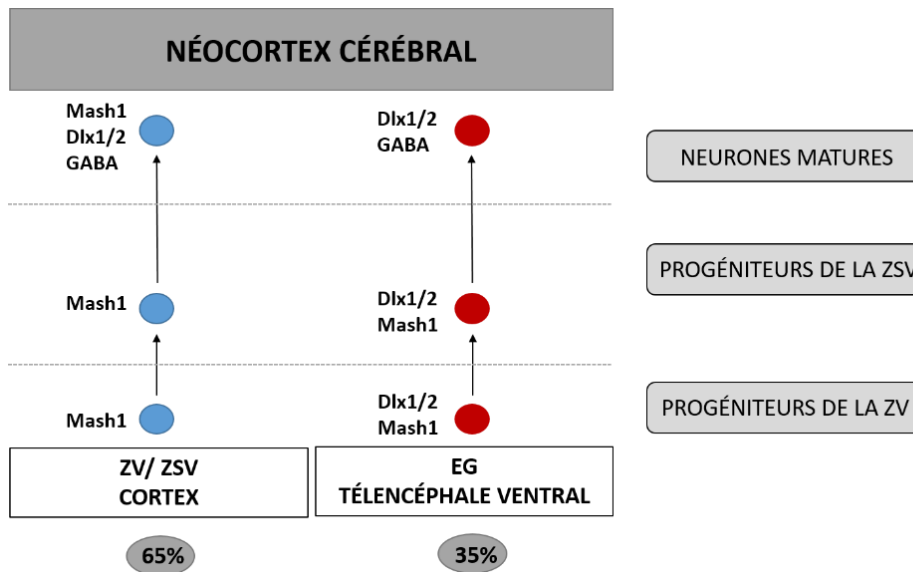 NÉOCORTEX CÉRÉBRAL
Mash1
Dlx1/2
GABA
Dlx1/2
GABA
NEURONES MATURES
Mash1
Dlx1/2
Mash1
PROGÉNITEURS DE LA ZSV
Mash1
Dlx1/2
Mash1
PROGÉNITEURS DE LA ZV
ZV/ ZSV
CORTEX
EG
TÉLENCÉPHALE VENTRAL
65%
35%